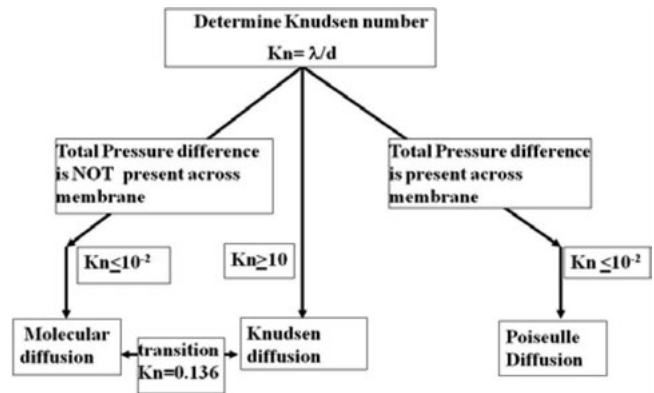 Determine Knudsen number
Kn= λ/d
Total Pressure difference
is NOT present across
membrane
Total Pressure difference
is present across
membrane
Kn≤10⁻²
Kn≥10
Kn ≤10⁻²
Molecular
diffusion
transition
Kn=0.136
Knudsen
diffusion
Poiseulle
Diffusion